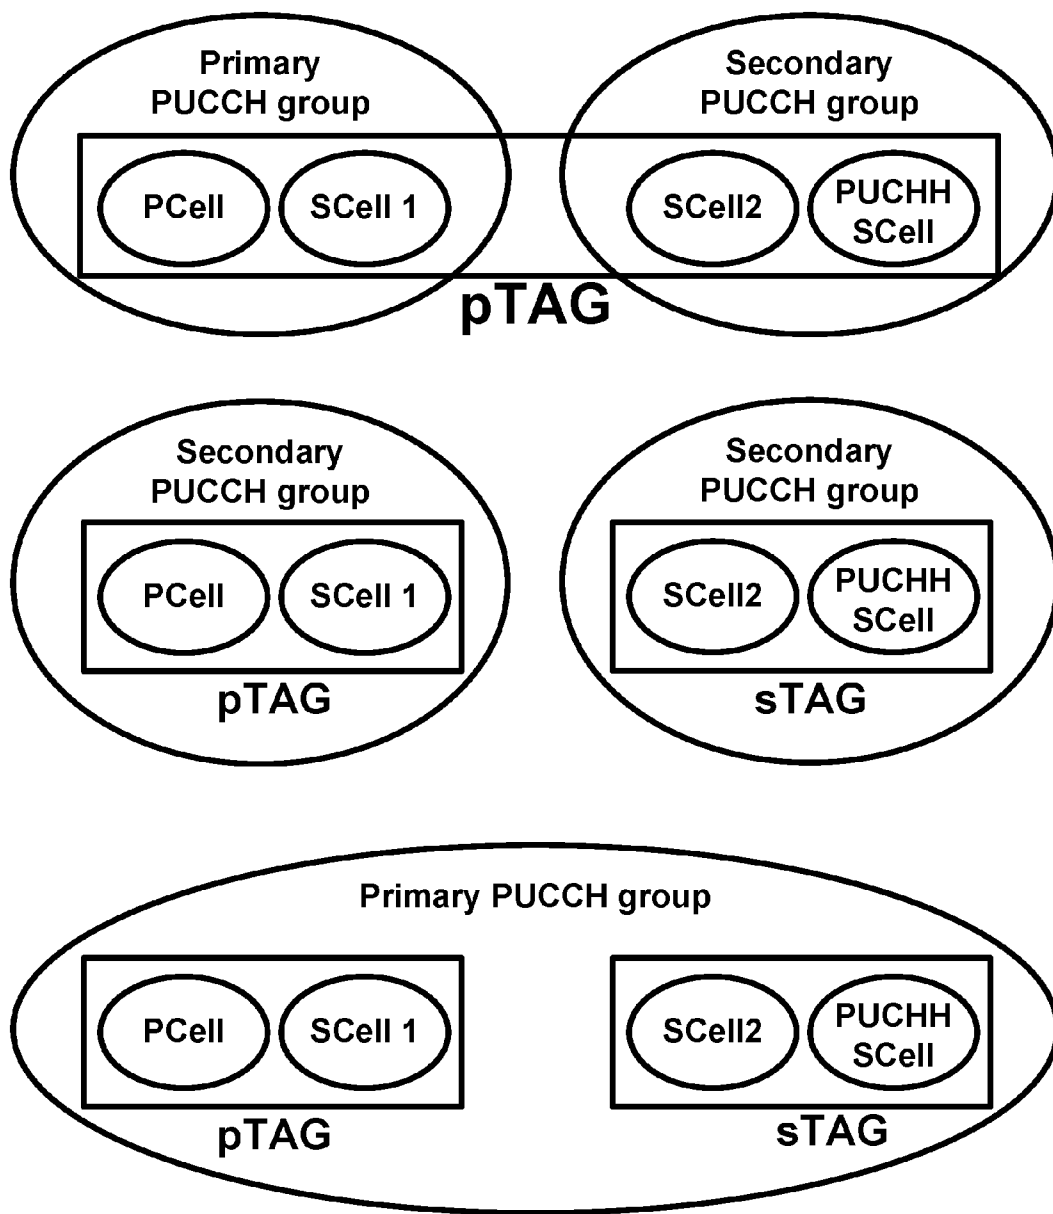 Primary
PUCCH group
Secondary
PUCCH group
PCell
SCell 1
SCell2
PUCHH
SCell
pTAG
Secondary
PUCCH group
Secondary
PUCCH group
PCell
SCell 1
SCell2
PUCHH
SCell
pTAG
sTAG
Primary PUCCH group
PCell
SCell 1
SCell2
PUCHH
SCell
pTAG
sTAG